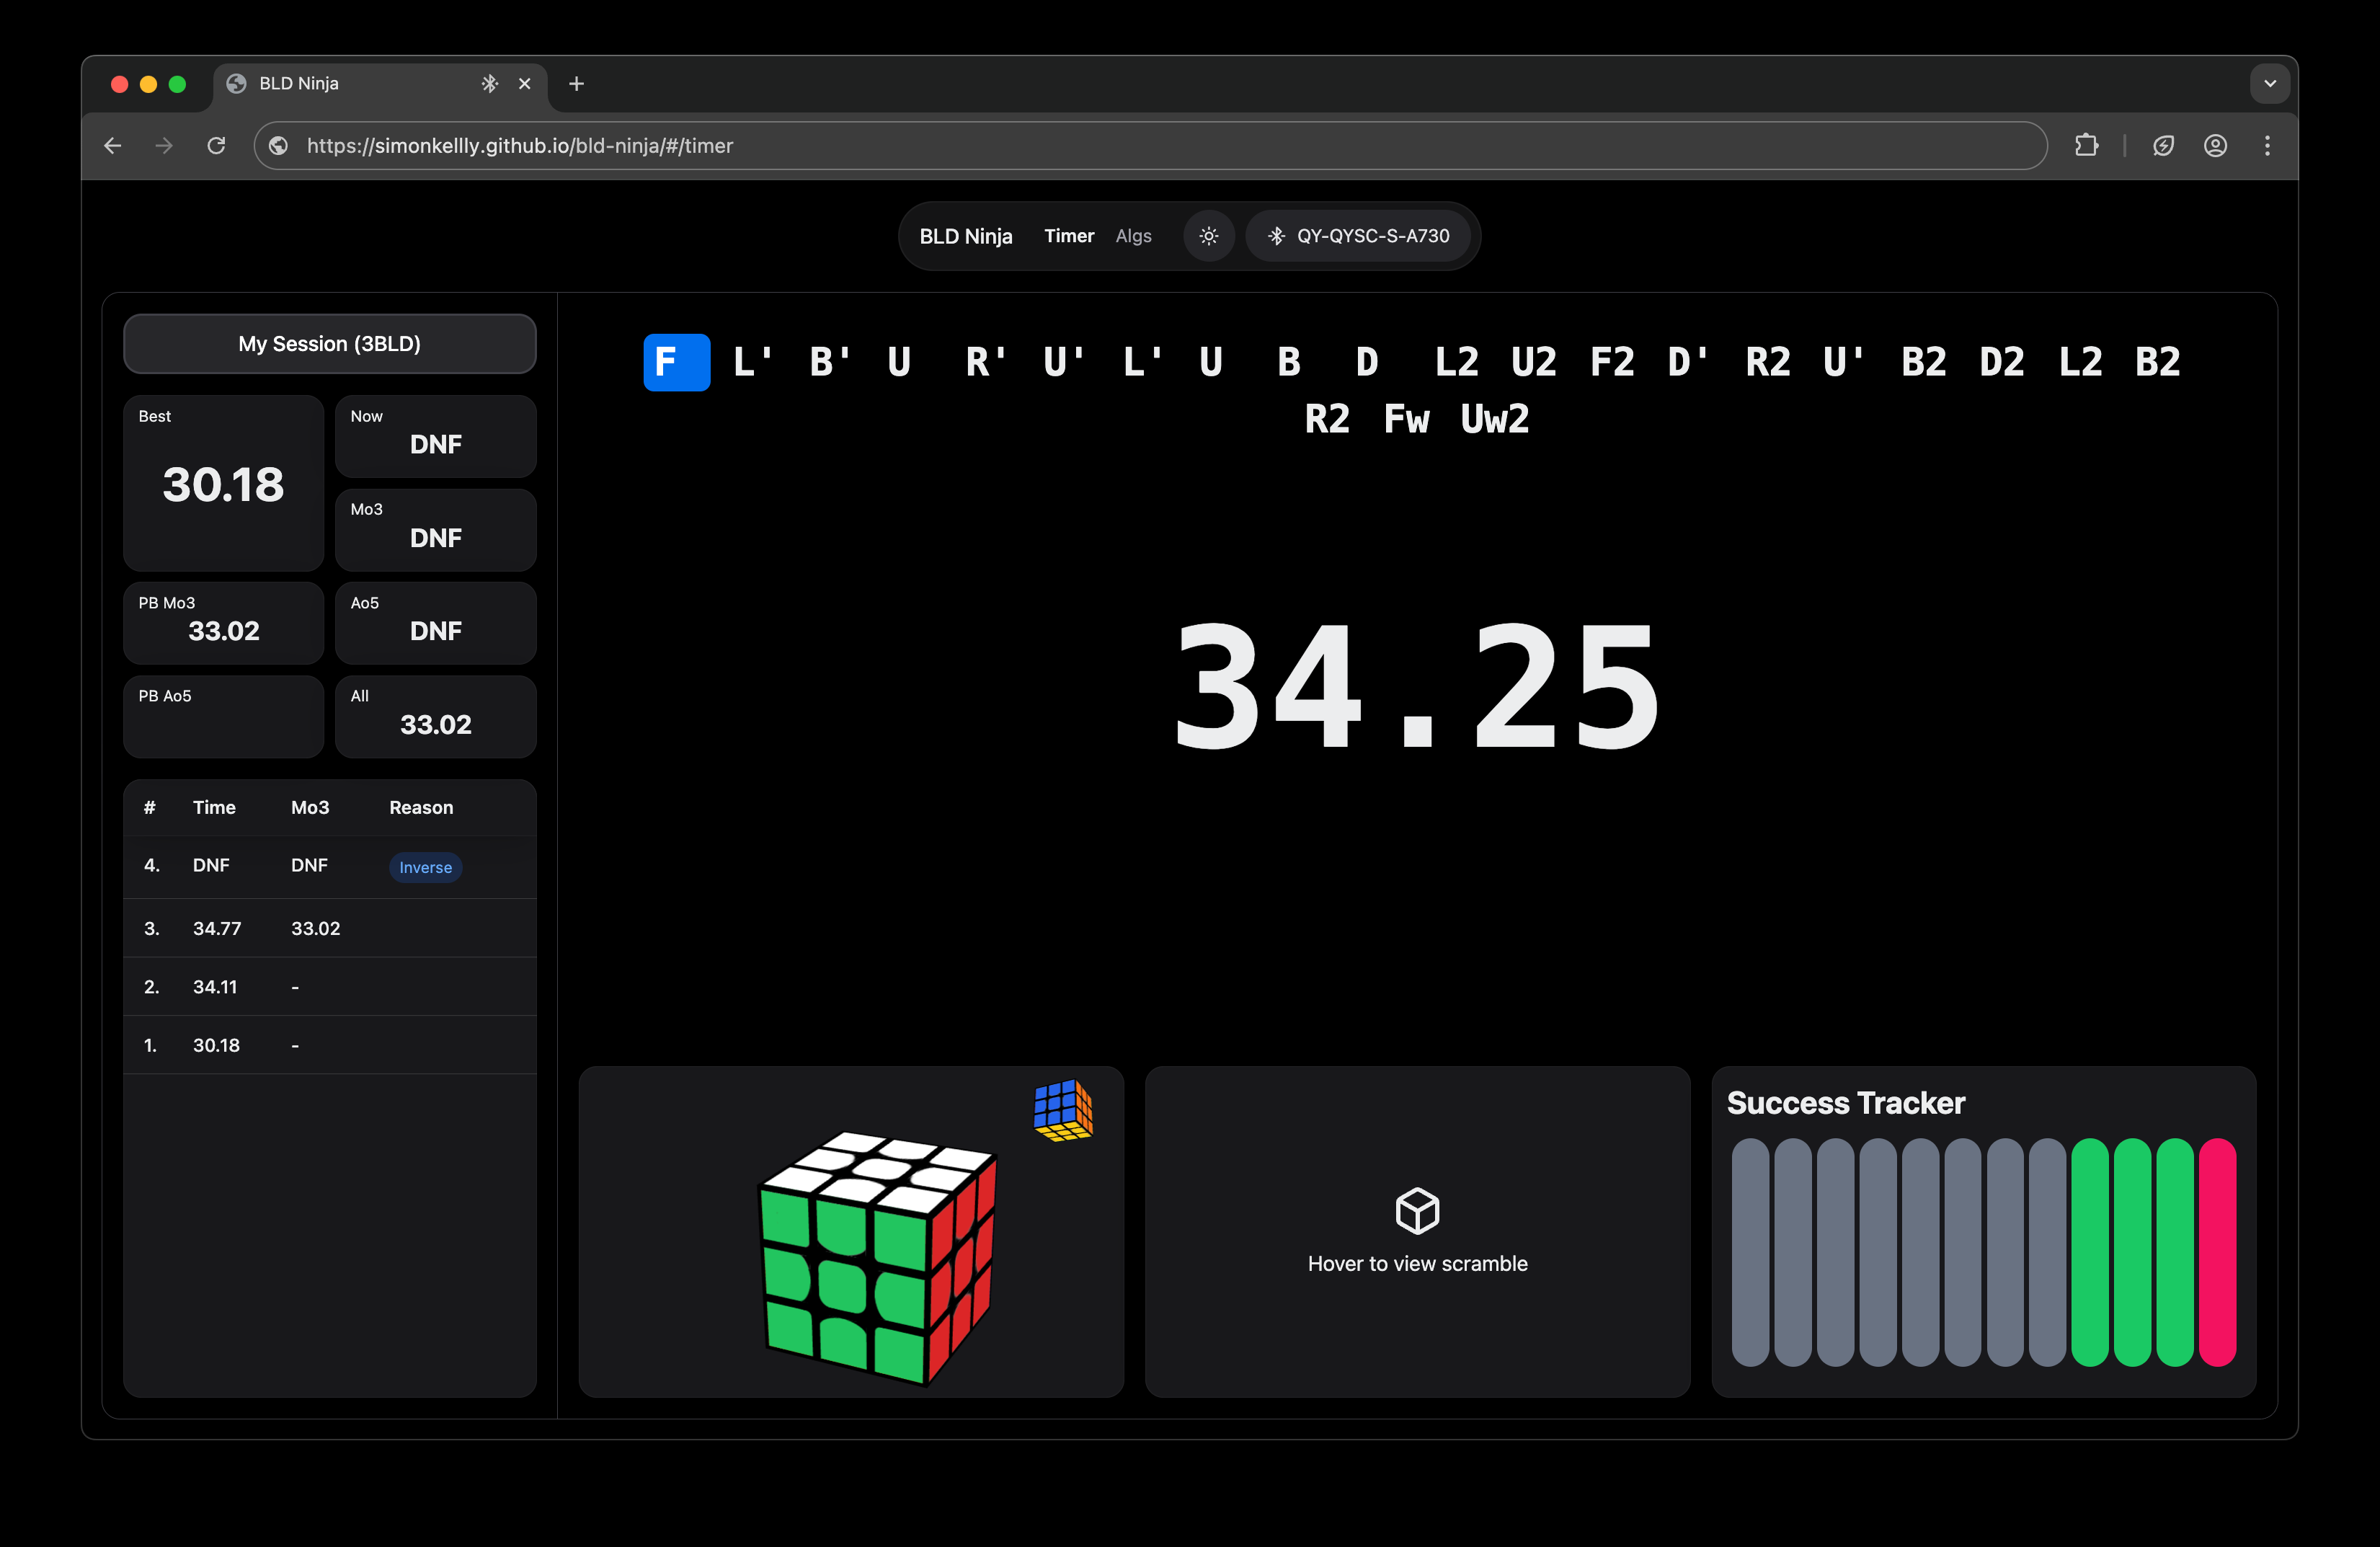 BLD Ninja
https://simonkellly.github.io/bld-ninja/#/timer
BLD Ninja Timer Algs QY-QYSC-S-A730
My Session (3BLD)
Best
30.18
Now
DNF
Mo3
DNF
PB Mo3
33.02
Ao5
DNF
PB Ao5
All
33.02
# Time Mo3 Reason
4. DNF DNF Inverse
3. 34.77 33.02
2. 34.11 -
1. 30.18 -
F L' B' U R' U' L' U B D L2 U2 F2 D' R2 U' B2 D2 L2 B2
R2 Fw Uw2
34.25
Hover to view scramble
Success Tracker